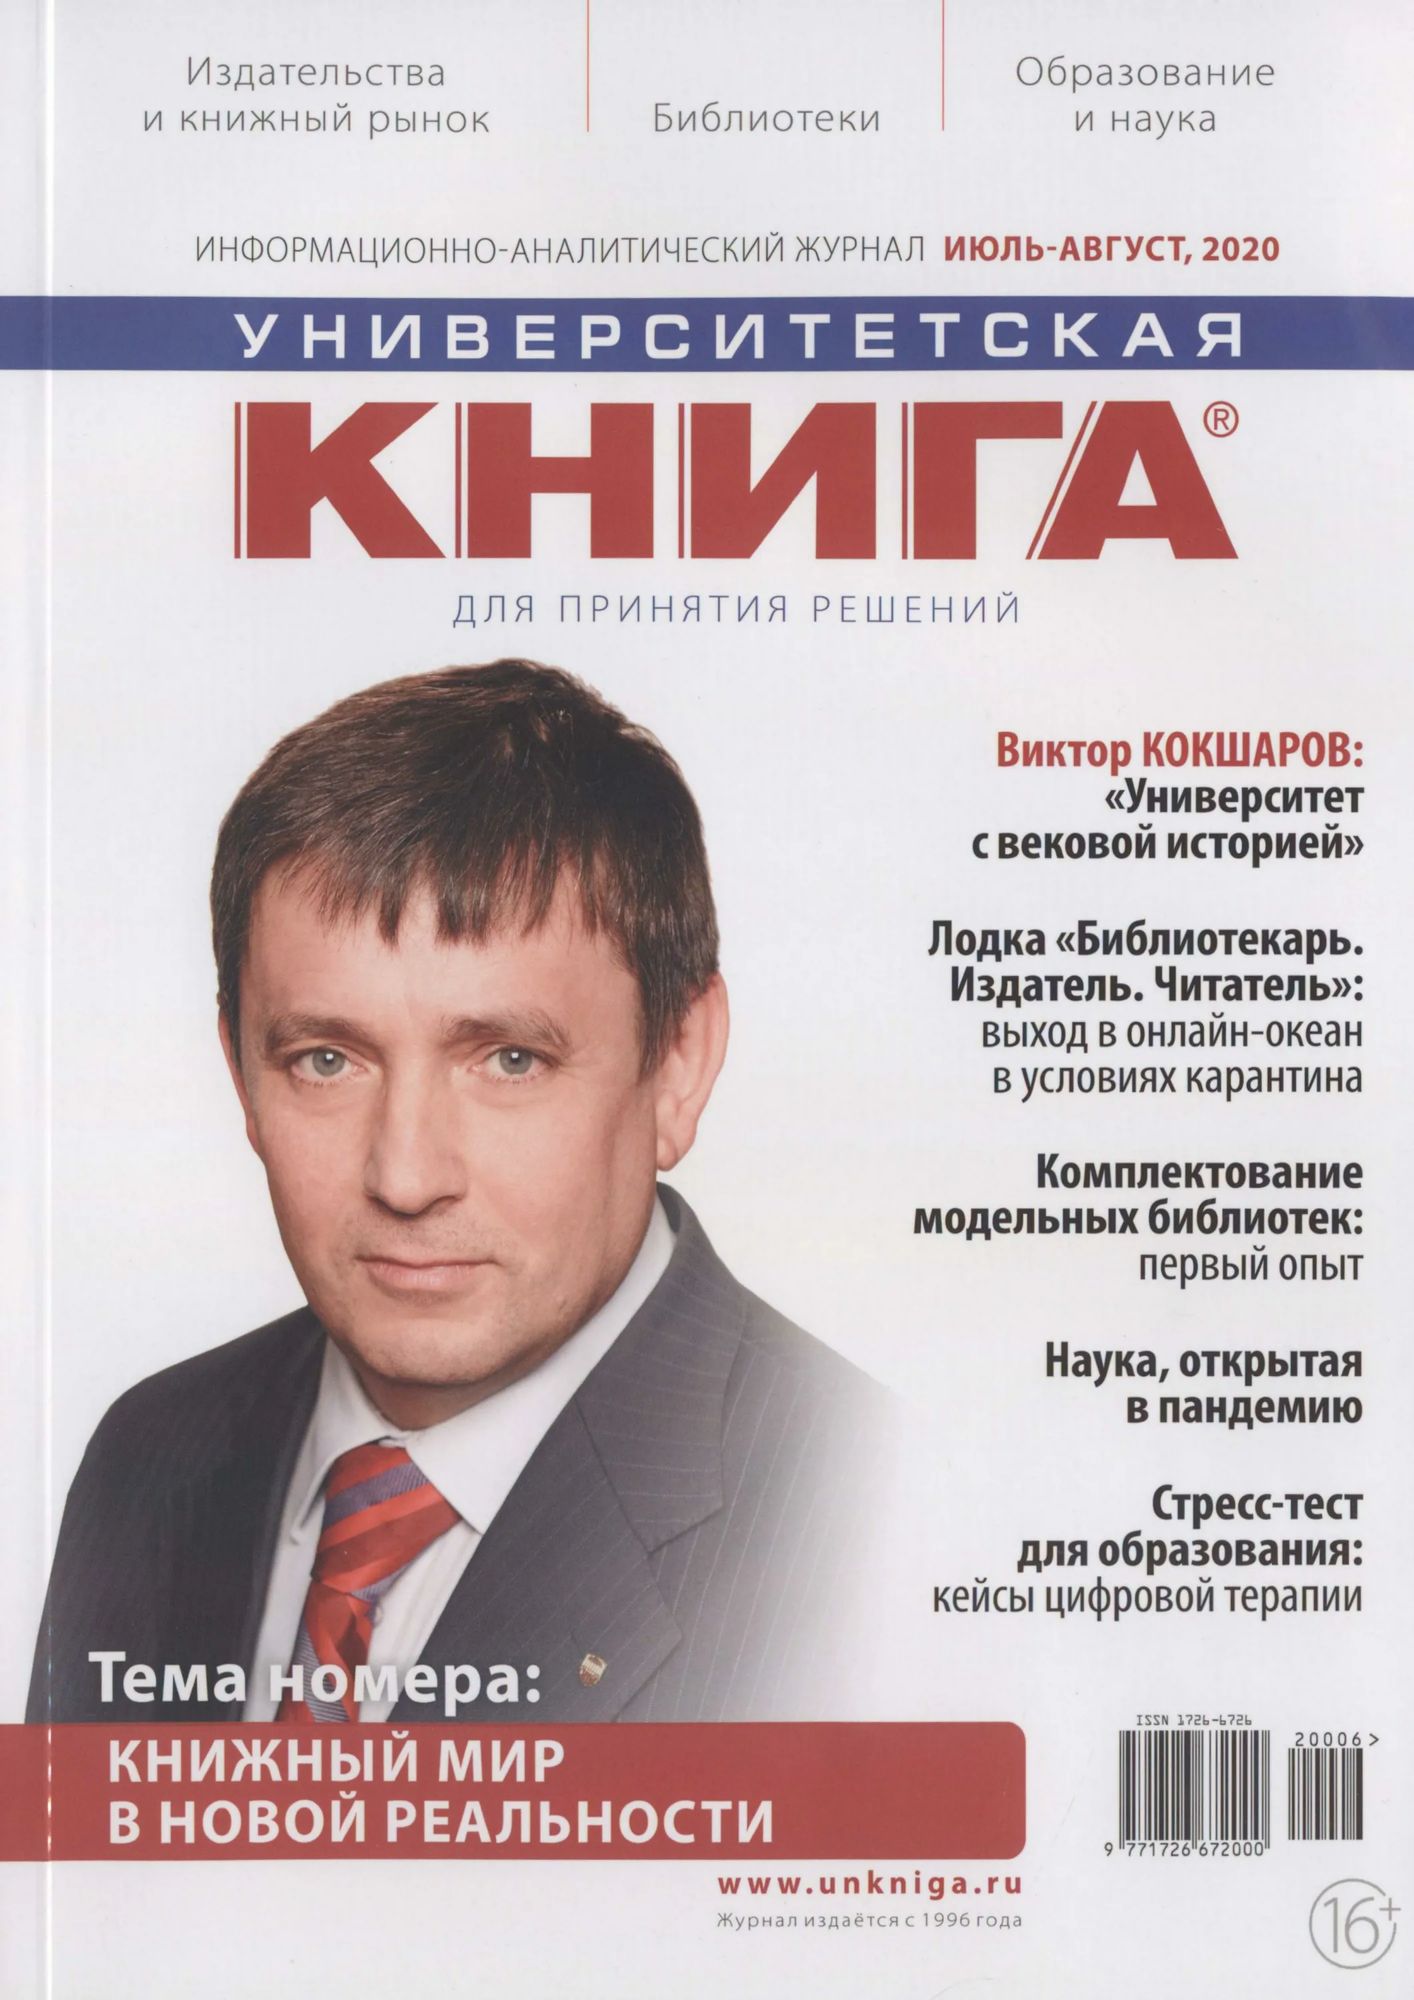 Издательства
и книжный рынок
Библиотеки
Образование
и наука
ИНФОРМАЦИОННО-АНАЛИТИЧЕСКИЙ ЖУРНАЛ ИЮЛЬ-АВГУСТ, 2020
УНИВЕРСИТЕТСКАЯ
КНИГА®
ДЛЯ ПРИНЯТИЯ РЕШЕНИЙ
Виктор КОКШАРОВ:
«Университет
с вековой историей»
Лодка «Библиотекарь.
Издатель. Читатель»:
выход в онлайн-океан
в условиях карантина
Комплектование
модельных библиотек:
первый опыт
Наука, открытая
в пандемию
Стресс-тест
для образования:
кейсы цифровой терапии
Тема номера:
КНИЖНЫЙ МИР
В НОВОЙ РЕАЛЬНОСТИ
www.unkniga.ru
Журнал издаётся с 1996 года
ISSN 1726-6726
20006>
9 771726 672000
16+